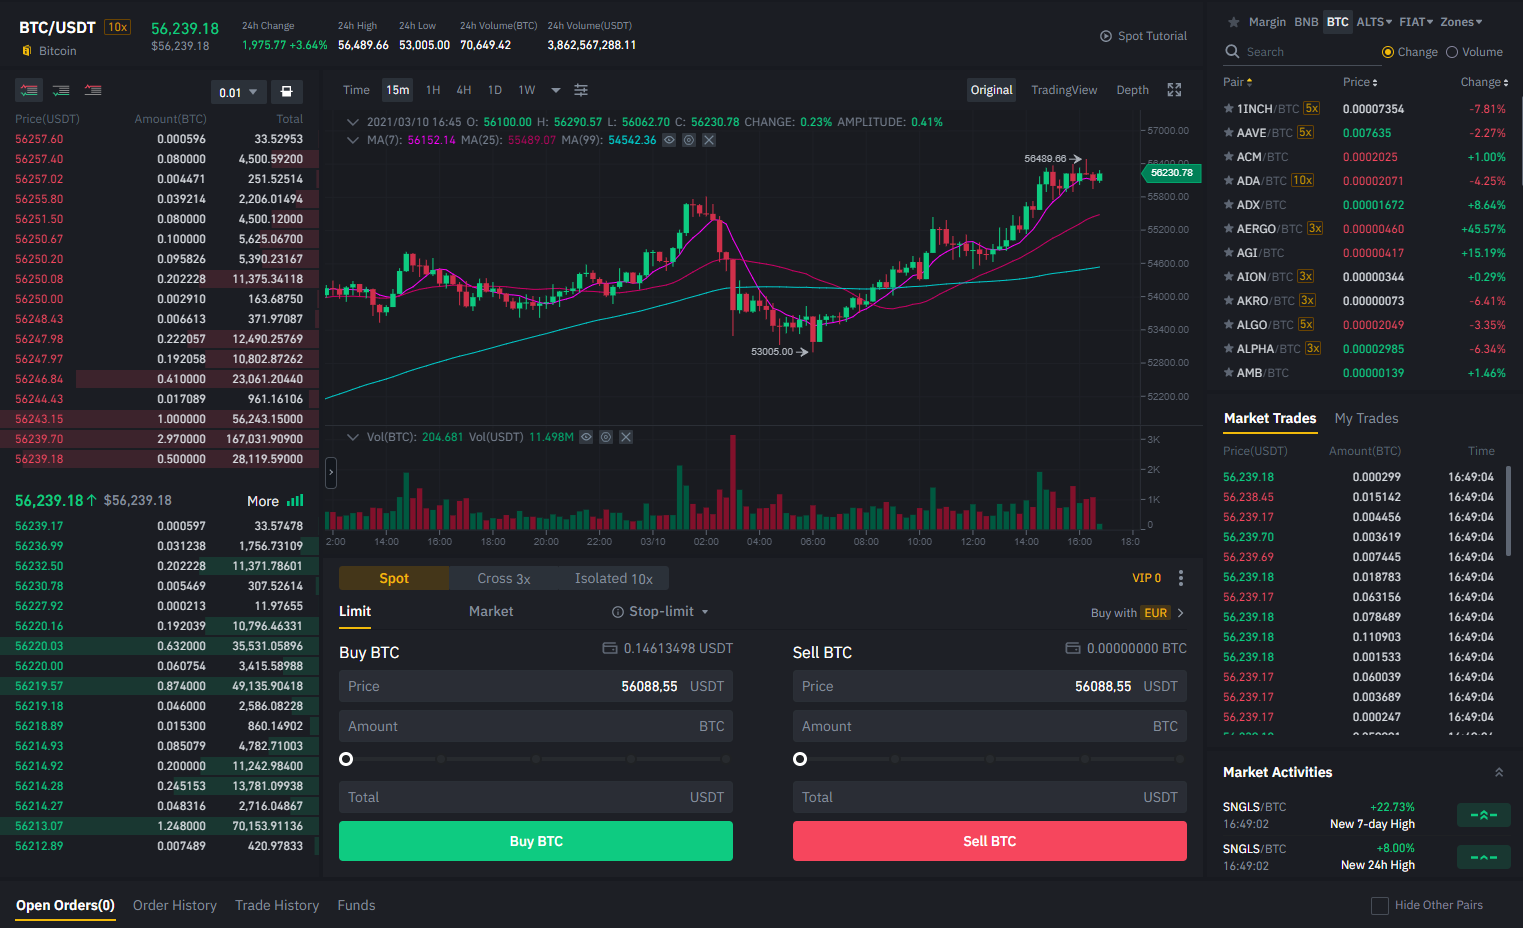 BTC/USDT 10x
Bitcoin
56,239.18
$56,239.18
24h Change
1,975.77 +3.64%
24h High
56,489.66
24h Low
53,005.00
24h Volume(BTC)
70,649.42
24h Volume(USDT)
3,862,567,288.11
Spot Tutorial
0.01
Price(USDT) Amount(BTC) Total
56257.60 0.000596 33.52953
56257.40 0.080000 4,500.59200
56257.02 0.004471 251.52514
56255.80 0.039214 2,206.01494
56251.50 0.080000 4,500.12000
56250.67 0.100000 5,625.06700
56250.20 0.095826 5,390.23167
56250.08 0.202228 11,375.34118
56250.00 0.002910 163.68750
56248.43 0.006613 371.97087
56247.98 0.222057 12,490.25769
56247.97 0.192058 10,802.87262
56246.84 0.410000 23,061.20440
56244.43 0.017089 961.16106
56243.15 1.000000 56,243.15000
56239.70 2.970000 167,031.90900
56239.18 0.500000 28,119.59000
56,239.18↑ $56,239.18 More
56239.17 0.000597 33.57478
56236.99 0.031238 1,756.73109
56232.50 0.202228 11,371.78601
56230.78 0.005469 307.52614
56227.92 0.000213 11.97655
56220.16 0.192039 10,796.46331
56220.03 0.632000 35,531.05896
56220.00 0.060754 3,415.58988
56219.57 0.874000 49,135.90418
56219.18 0.046000 2,586.08228
56218.89 0.015300 860.14902
56214.93 0.085079 4,782.71003
56214.92 0.200000 11,242.98400
56214.28 0.245153 13,781.09938
56214.27 0.048316 2,716.04867
56213.07 1.248000 70,153.91136
56212.89 0.007489 420.97833
Time 15m 1H 4H 1D 1W
Original TradingView Depth
2021/03/10 16:45 O: 56100.00 H: 56290.57 L: 56062.70 C: 56230.78 CHANGE: 0.23% AMPLITUDE: 0.41%
MA(7): 56152.14 MA(25): 55489.07 MA(99): 54542.36
56489.66
53005.00
57000.00
56400.00
56230.78
55800.00
55200.00
54600.00
54000.00
53400.00
52800.00
52200.00
Vol(BTC): 204.681 Vol(USDT) 11.498M
3K
2K
1K
0
2:00 14:00 16:00 18:00 20:00 22:00 03/10 02:00 04:00 06:00 08:00 10:00 12:00 14:00 16:00 18:0
Spot Cross 3x Isolated 10x
VIP 0
Limit Market Stop-limit
Buy with EUR
Buy BTC 0.14613498 USDT
Price 56088,55 USDT
Amount BTC
Total USDT
Buy BTC
Sell BTC 0.00000000 BTC
Price 56088,55 USDT
Amount BTC
Total USDT
Sell BTC
Margin BNB BTC ALTS FIAT Zones
Search
Change Volume
Pair Price Change
1INCH/BTC 5x 0.00007354 -7.81%
AAVE/BTC 5x 0.007635 -2.27%
ACM/BTC 0.0002025 +1.00%
ADA/BTC 10x 0.00002071 -4.25%
ADX/BTC 0.00001672 +8.64%
AERGO/BTC 3x 0.00000460 +45.57%
AGI/BTC 0.00000417 +15.19%
AION/BTC 3x 0.00000344 +0.29%
AKRO/BTC 3x 0.00000073 -6.41%
ALGO/BTC 5x 0.00002049 -3.35%
ALPHA/BTC 3x 0.00002985 -6.34%
AMB/BTC 0.00000139 +1.46%
Market Trades My Trades
Price(USDT) Amount(BTC) Time
56,239.18 0.000299 16:49:04
56,238.45 0.015142 16:49:04
56,239.17 0.004456 16:49:04
56,239.70 0.003619 16:49:04
56,239.69 0.007445 16:49:04
56,239.18 0.018783 16:49:04
56,239.17 0.063156 16:49:04
56,239.18 0.078489 16:49:04
56,239.18 0.110903 16:49:04
56,239.18 0.001533 16:49:04
56,239.17 0.060039 16:49:04
56,239.17 0.003689 16:49:04
56,239.17 0.000247 16:49:04
Market Activities
SNGLS/BTC +22.73%
16:49:02 New 7-day High
SNGLS/BTC +8.00%
16:49:02 New 24h High
Open Orders(0) Order History Trade History Funds
Hide Other Pairs